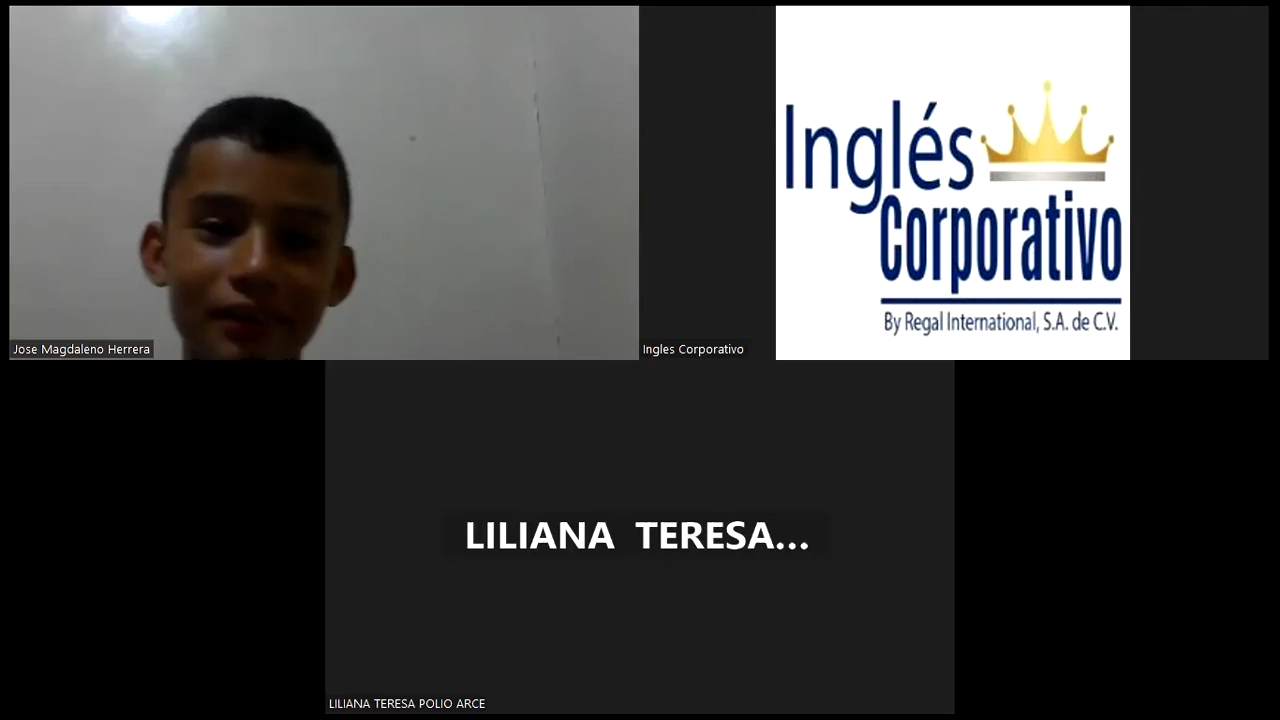 Inglés
Corporativo
By Regal International, S.A. de C.V.
Jose Magdaleno Herrera
Ingles Corporativo
LILIANA TERESA...
LILIANA TERESA POLIO ARCE